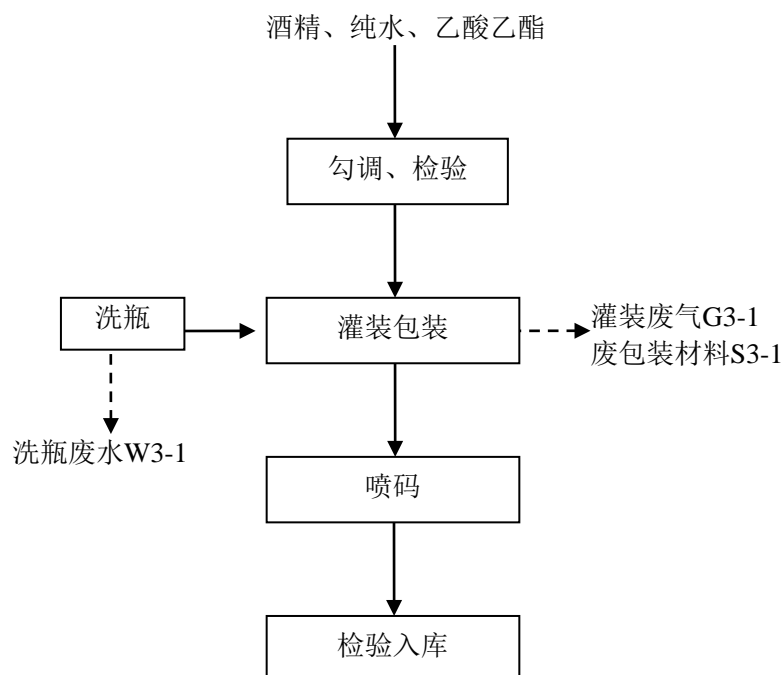 酒精、纯水、乙酸乙酯
勾调、检验
洗瓶
灌装包装
灌装废气G3-1
废包装材料S3-1
洗瓶废水W3-1
喷码
检验入库